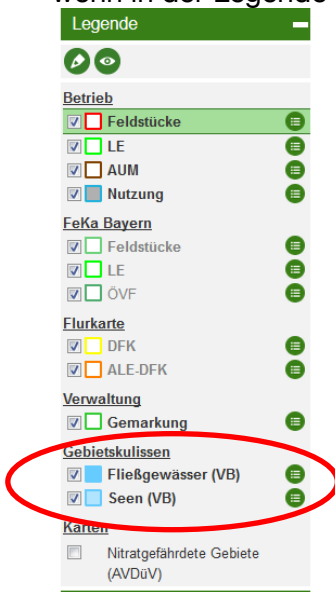 wenn in der Legende
Legende
Betrieb
Feldstücke
LE
AUM
Nutzung
FeKa Bayern
Feldstücke
LE
ÖVF
Flurkarte
DFK
ALE-DFK
Verwaltung
Gemarkung
Gebietskulissen
Fließgewässer (VB)
Seen (VB)
Karten
Nitratgefährdete Gebiete
(AVDüV)